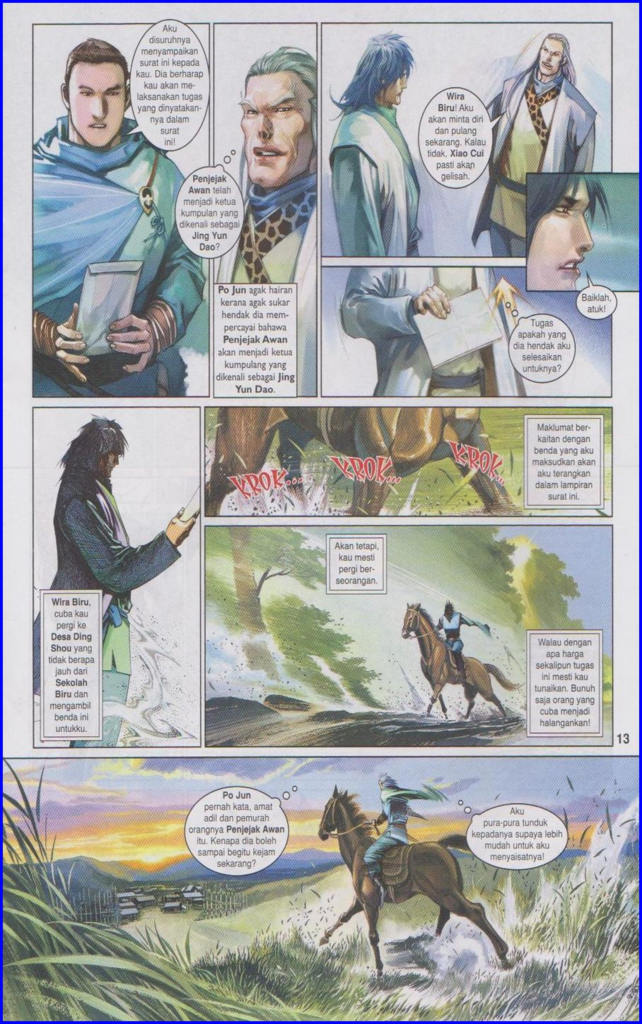 Aku
disuruhnya
menyampaikan
surat ini kepada
kau. Dia berharap
kau akan me-
laksanakan tugas
yang dinyatakan-
nya dalam
surat
ini!
Penjejak
Awan telah
menjadi ketua
kumpulan yang
dikenali sebagai
Jing Yun
Dao?
Po Jun agak hairan
kerana agak sukar
hendak dia mem-
percayai bahawa
Penjejak Awan
akan menjadi ketua
kumpulang yang
dikenali sebagai Jing
Yun Dao.
Wira
Biru! Aku
akan minta diri
dan pulang
sekarang. Kalau
tidak, Xiao Cui
pasti akan
gelisah.
Baiklah,
atuk!
Tugas
apakah yang
dia hendak aku
selesaikan
untuknya?
Wira Biru,
cuba kau
pergi ke
Desa Ding
Shou yang
tidak berapa
jauh dari
Sekolah
Biru dan
mengambil
benda ini
untukku.
KROK... KROK... KROK...
Maklumat ber-
kaitan dengan
benda yang aku
maksudkan akan
aku terangkan
dalam lampiran
surat ini.
Akan tetapi,
kau mesti
pergi ber-
seorangan.
Walau dengan
apa harga
sekalipun tugas
ini mesti kau
tunaikan. Bunuh
saja orang yang
cuba menjadi
halangankan!
13
Po Jun
pernah kata, amat
adil dan pemurah
orangnya Penjejak Awan
itu. Kenapa dia boleh
sampai begitu kejam
sekarang?
Aku
pura-pura tunduk
kepadanya supaya lebih
mudah untuk aku
menyaisatnya!